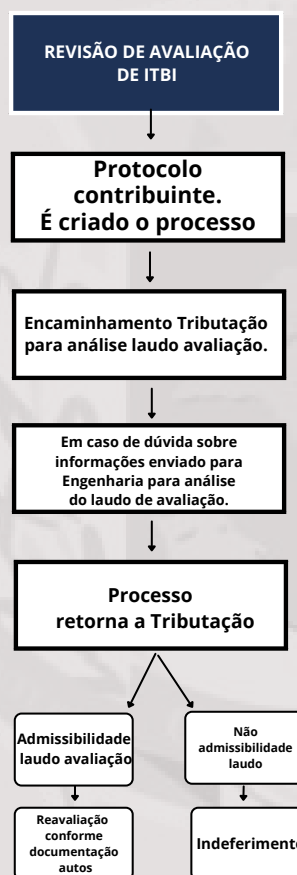 REVISÃO DE AVALIAÇÃO
DE ITBI
Protocolo
contribuinte.
É criado o processo
Encaminhamento Tributação
para análise laudo avaliação.
Em caso de dúvida sobre
informações enviado para
Engenharia para análise
do laudo de avaliação.
Processo
retorna a Tributação
Admissibilidade
laudo avaliação
Não
admissibilidade
laudo
Reavaliação
conforme
documentação
autos
Indeferimento